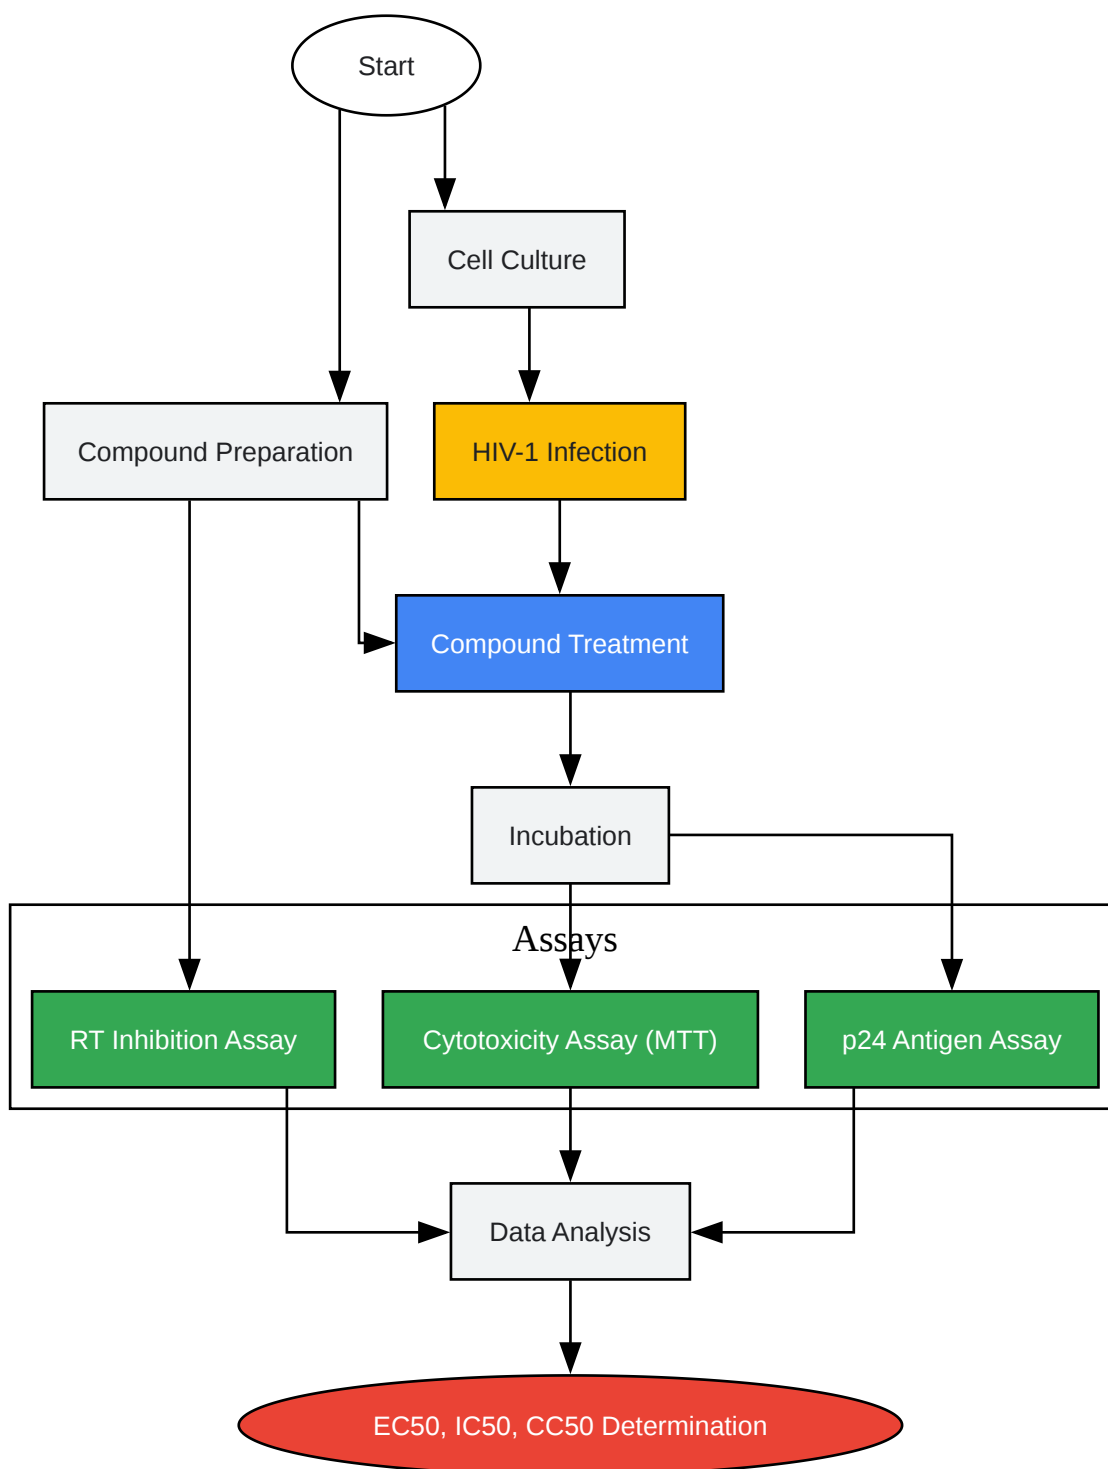 Start
Cell Culture
Compound Preparation
HIV-1 Infection
Compound Treatment
Incubation
Assays
RT Inhibition Assay
Cytotoxicity Assay (MTT)
p24 Antigen Assay
Data Analysis
EC50, IC50, CC50 Determination